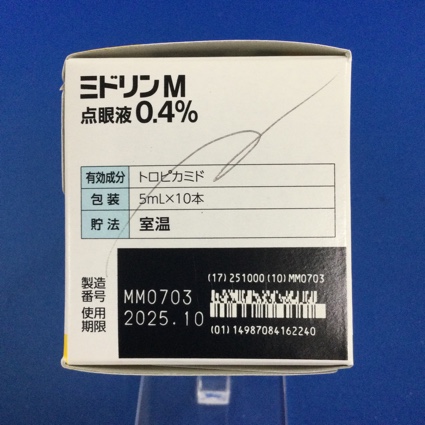 ミドリンM
点眼液0.4%
有効成分 トロピカミド
包装 5mL×10本
貯法 室温
(17)251000(10)MM0703
製造番号 MM0703
使用期限 2025.10
(01)14987084162240